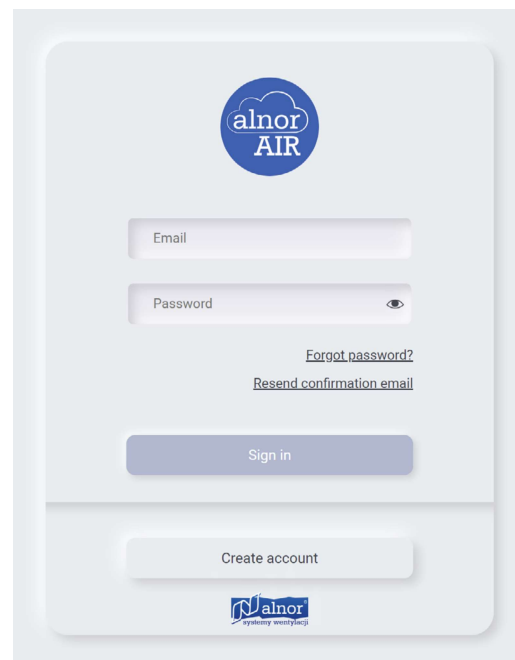 alnor
AIR
Email
Password
Forgot password?
Resend confirmation email
Sign in
Create account
alnor®
systemy wentylacji